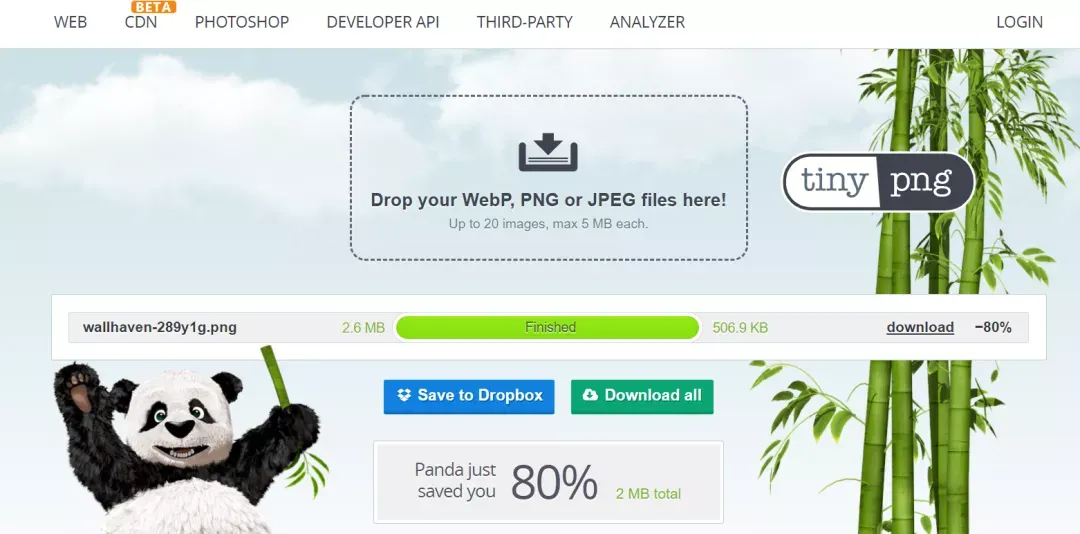 BETA
WEB CDN PHOTOSHOP DEVELOPER API THIRD-PARTY ANALYZER LOGIN
Drop your WebP, PNG or JPEG files here!
Up to 20 images, max 5 MB each.
tiny png
wallhaven-289y1g.png 2.6 MB Finished 506.9 KB download −80%
Save to Dropbox Download all
Panda just
saved you 80% 2 MB total